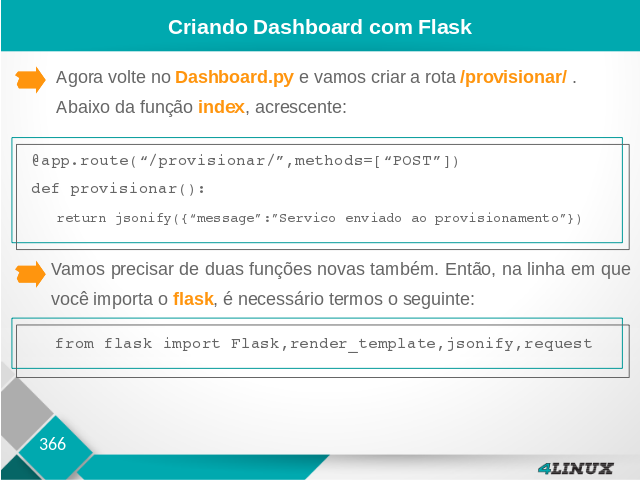 Criando Dashboard com Flask
Agora volte no Dashboard.py e vamos criar a rota /provisionar/ .
Abaixo da função index, acrescente:
@app.route(“/provisionar/”,methods=[“POST”])
def provisionar():
return jsonify({“message”:”Servico enviado ao provisionamento”})
Vamos precisar de duas funções novas também. Então, na linha em que
você importa o flask, é necessário termos o seguinte:
from flask import Flask,render_template,jsonify,request
366
4LINUX